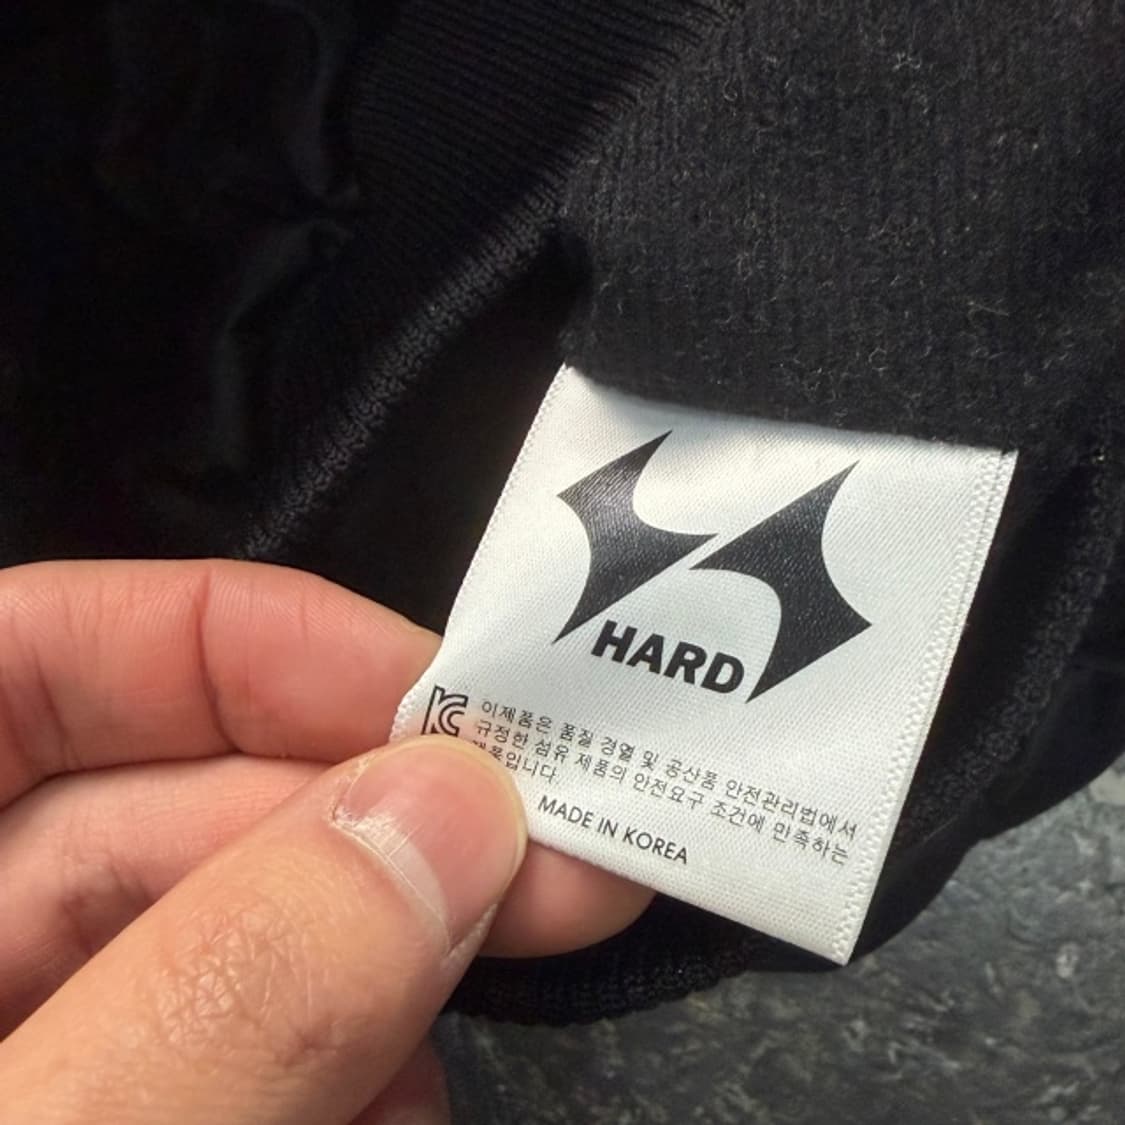 HARD
KC 이제품은 품질 경열 및 공산품 안전관리법에서
규정한 섬유 제품의 안전요구 조건에 만족하는
제품입니다.
MADE IN KOREA